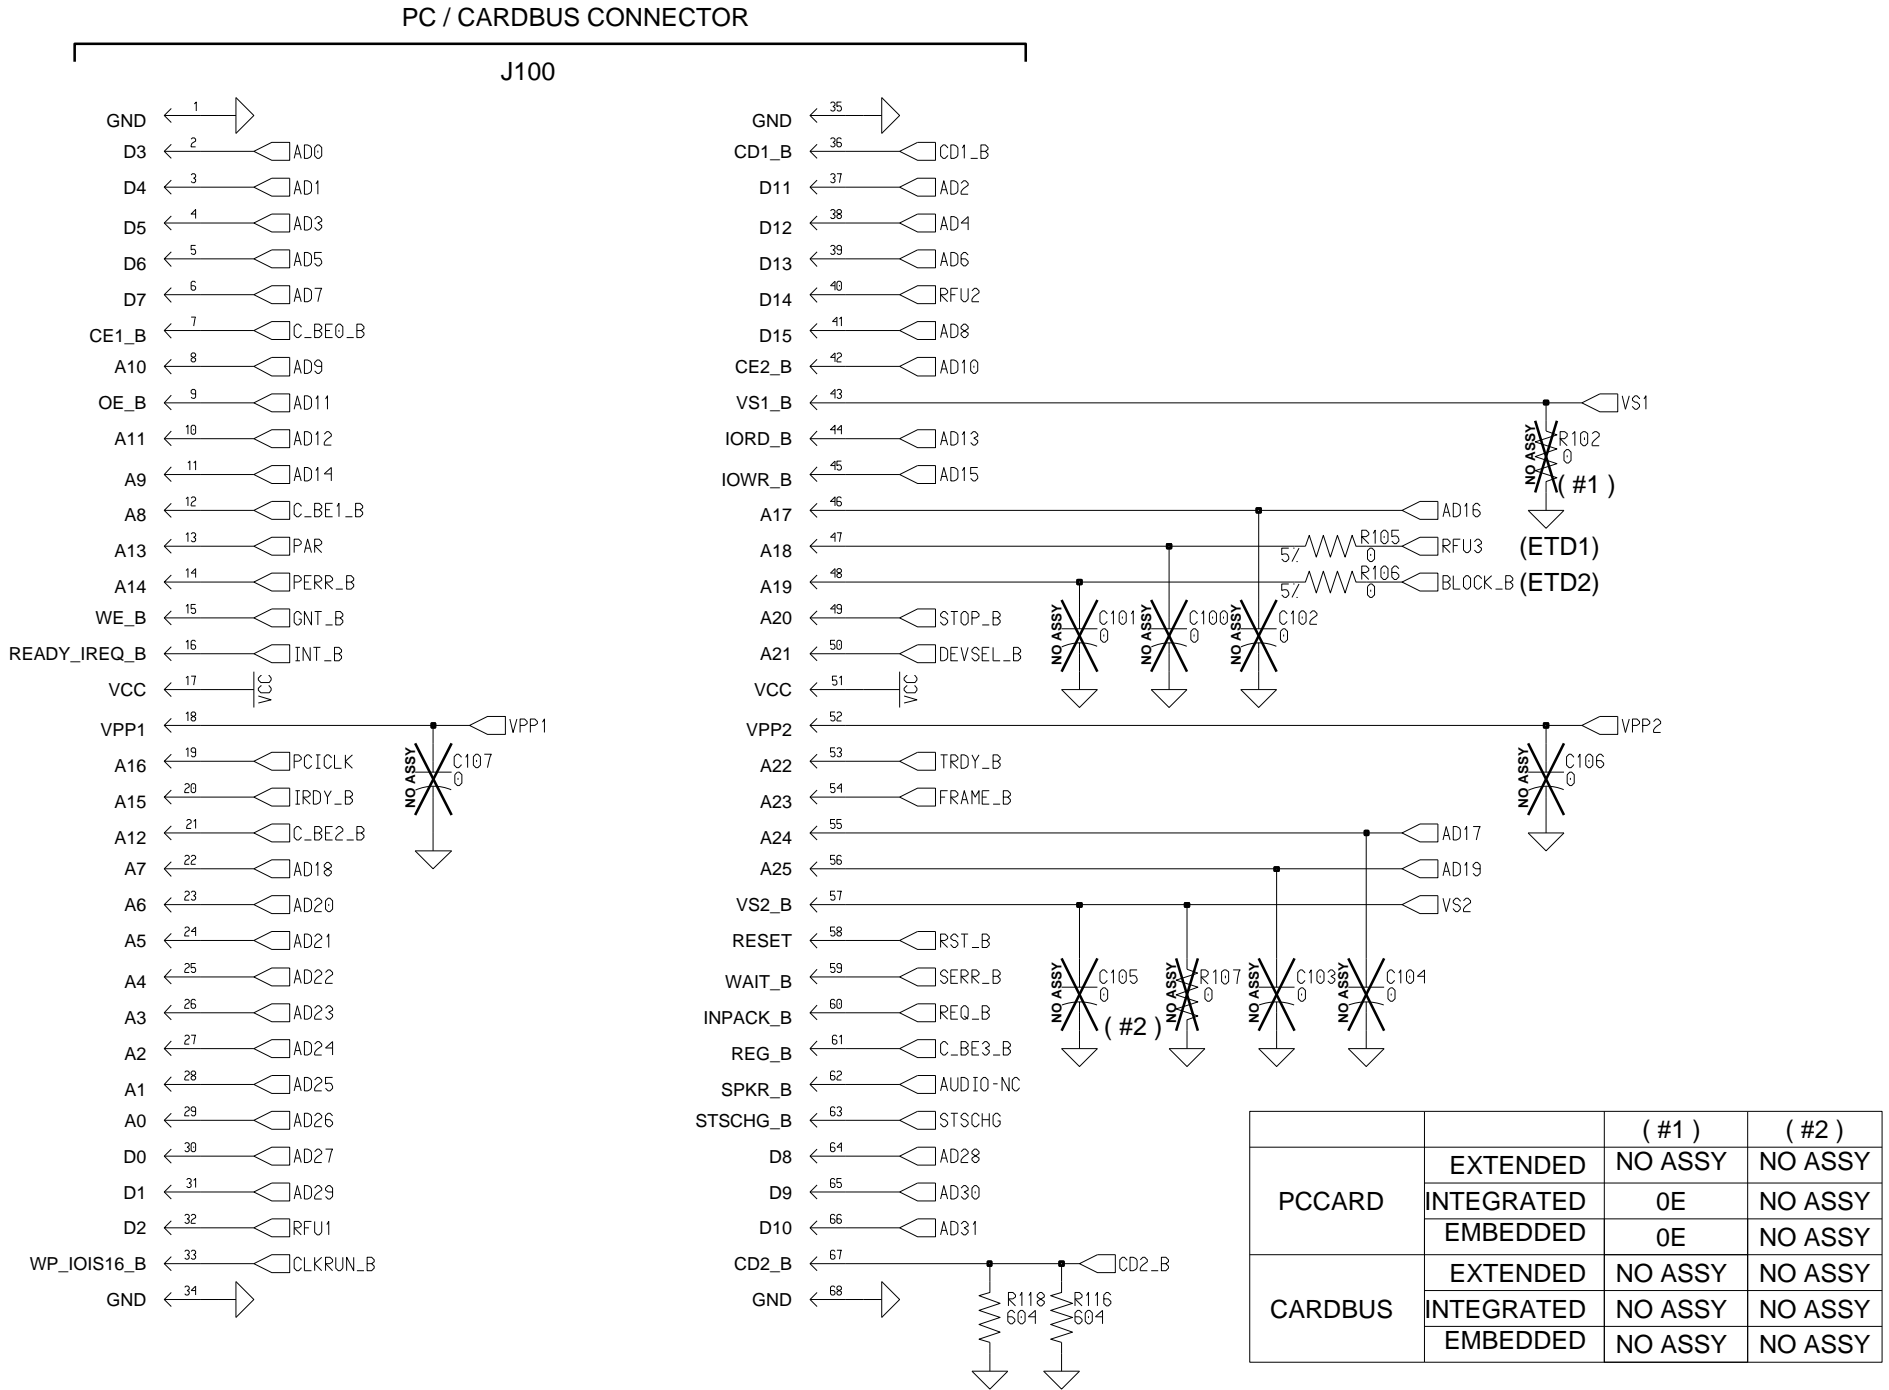 PC / CARDBUS CONNECTOR
J100
GND 1
D3 2 AD0
D4 3 AD1
D5 4 AD3
D6 5 AD5
D7 6 AD7
CE1_B 7 C_BE0_B
A10 8 AD9
OE_B 9 AD11
A11 10 AD12
A9 11 AD14
A8 12 C_BE1_B
A13 13 PAR
A14 14 PERR_B
WE_B 15 GNT_B
READY_IREQ_B 16 INT_B
VCC 17 VCC
VPP1 18 VPP1
NO ASSY C107
0
A16 19 PCICLK
A15 20 IRDY_B
A12 21 C_BE2_B
A7 22 AD18
A6 23 AD20
A5 24 AD21
A4 25 AD22
A3 26 AD23
A2 27 AD24
A1 28 AD25
A0 29 AD26
D0 30 AD27
D1 31 AD29
D2 32 RFU1
WP_IOIS16_B 33 CLKRUN_B
GND 34
GND 35
CD1_B 36 CD1_B
D11 37 AD2
D12 38 AD4
D13 39 AD6
D14 40 RFU2
D15 41 AD8
CE2_B 42 AD10
VS1_B 43 VS1
NO ASSY R102
0
( #1 )
IORD_B 44 AD13
IOWR_B 45 AD15
A17 46 AD16
A18 47 5% R105 0 RFU3 (ETD1)
A19 48 5% R106 0 BLOCK_B (ETD2)
NO ASSY C101 0 NO ASSY C100 0 NO ASSY C102 0
A20 49 STOP_B
A21 50 DEVSEL_B
VCC 51 VCC
VPP2 52 VPP2
NO ASSY C106
0
A22 53 TRDY_B
A23 54 FRAME_B
A24 55 AD17
A25 56 AD19
VS2_B 57 VS2
NO ASSY C105 0 ( #2 ) NO ASSY R107 0 NO ASSY C103 0 NO ASSY C104 0
RESET 58 RST_B
WAIT_B 59 SERR_B
INPACK_B 60 REQ_B
REG_B 61 C_BE3_B
SPKR_B 62 AUDIO-NC
STSCHG_B 63 STSCHG
D8 64 AD28
D9 65 AD30
D10 66 AD31
CD2_B 67 CD2_B
R118 604 R116 604
GND 68
( #1 ) ( #2 )
PCCARD
EXTENDED NO ASSY NO ASSY
INTEGRATED 0E NO ASSY
EMBEDDED 0E NO ASSY
CARDBUS
EXTENDED NO ASSY NO ASSY
INTEGRATED NO ASSY NO ASSY
EMBEDDED NO ASSY NO ASSY